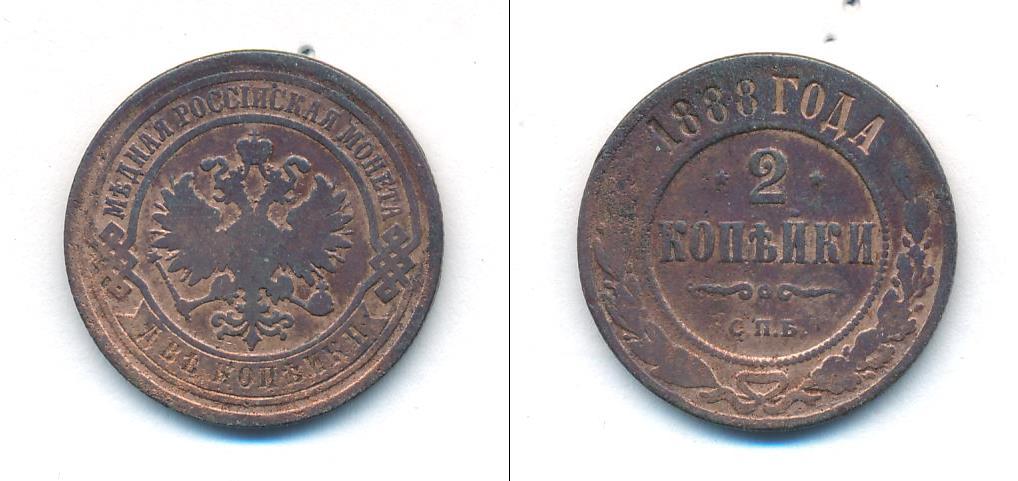 МѢДНАЯ РОССІЙСКАЯ МОНЕТА
ДВѢ КОПѢЙКИ
1888 ГОДА
2
КОПѢЙКИ
С.П.Б.